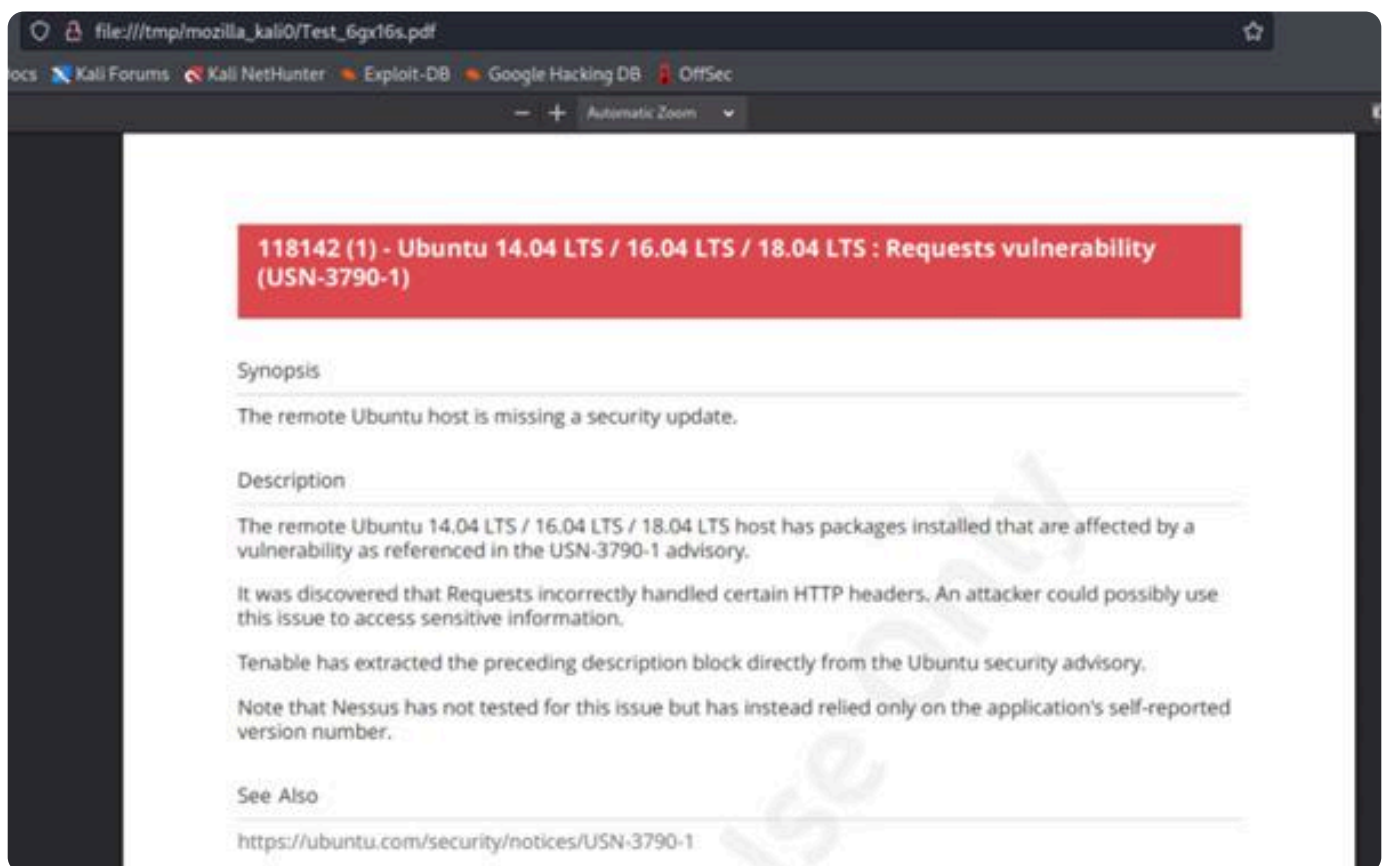 file:///tmp/mozilla_kali0/Test_6gx16s.pdf
ocs Kali Forums Kali NetHunter Exploit-DB Google Hacking DB OffSec
Automatic Zoom
118142 (1) - Ubuntu 14.04 LTS / 16.04 LTS / 18.04 LTS : Requests vulnerability
(USN-3790-1)
Synopsis
The remote Ubuntu host is missing a security update.
Description
The remote Ubuntu 14.04 LTS / 16.04 LTS / 18.04 LTS host has packages installed that are affected by a
vulnerability as referenced in the USN-3790-1 advisory.
It was discovered that Requests incorrectly handled certain HTTP headers. An attacker could possibly use
this issue to access sensitive information.
Tenable has extracted the preceding description block directly from the Ubuntu security advisory.
Note that Nessus has not tested for this issue but has instead relied only on the application's self-reported
version number.
See Also
https://ubuntu.com/security/notices/USN-3790-1
Use Only